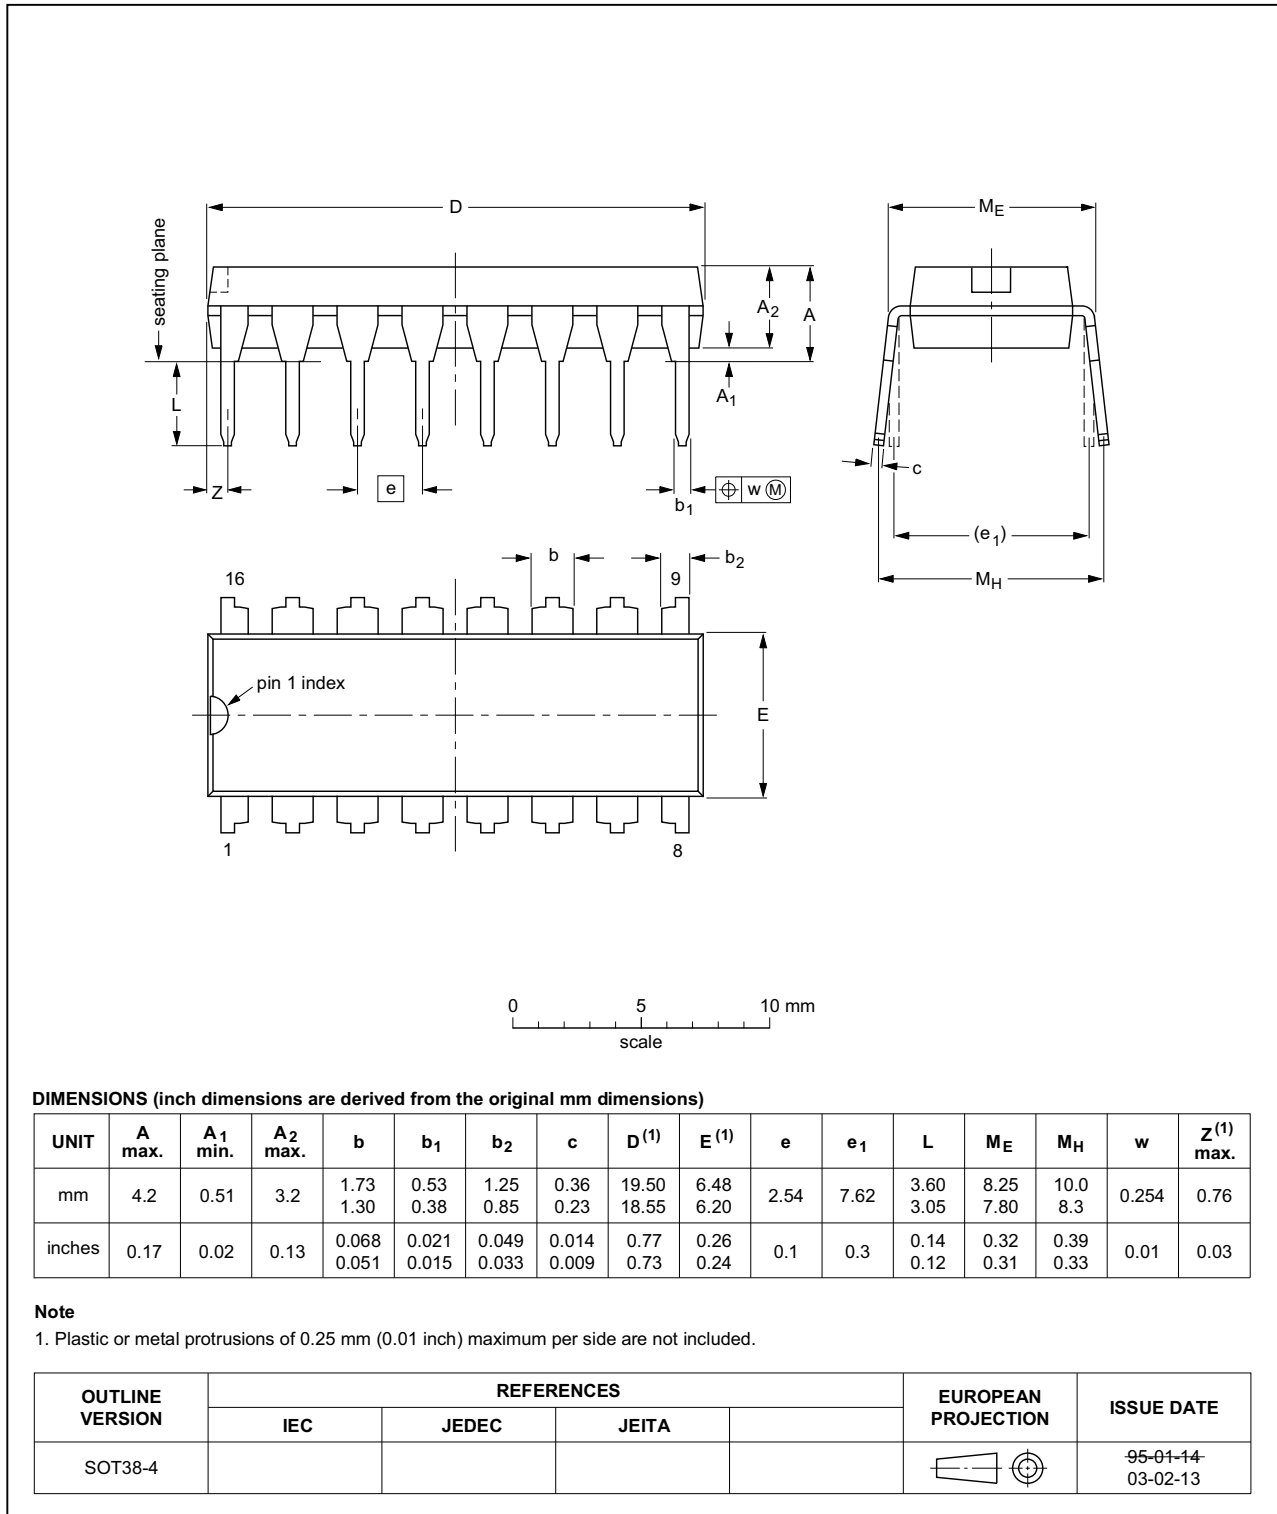 D
M_E
seating plane
A_2
A
L
A_1
c
Z
e
b_1
w M
(e_1)
M_H
b
b_2
16
9
pin 1 index
E
1
8
0 5 10 mm
scale
DIMENSIONS (inch dimensions are derived from the original mm dimensions)
UNIT A max. A1 min. A2 max. b b1 b2 c D(1) E(1) e e1 L ME MH w Z(1) max.
mm 4.2 0.51 3.2 1.73 1.30 0.53 0.38 1.25 0.85 0.36 0.23 19.50 18.55 6.48 6.20 2.54 7.62 3.60 3.05 8.25 7.80 10.0 8.3 0.254 0.76
inches 0.17 0.02 0.13 0.068 0.051 0.021 0.015 0.049 0.033 0.014 0.009 0.77 0.73 0.26 0.24 0.1 0.3 0.14 0.12 0.32 0.31 0.39 0.33 0.01 0.03
Note
1. Plastic or metal protrusions of 0.25 mm (0.01 inch) maximum per side are not included.
OUTLINE VERSION REFERENCES EUROPEAN PROJECTION ISSUE DATE
IEC JEDEC JEITA
SOT38-4 95-01-14
03-02-13